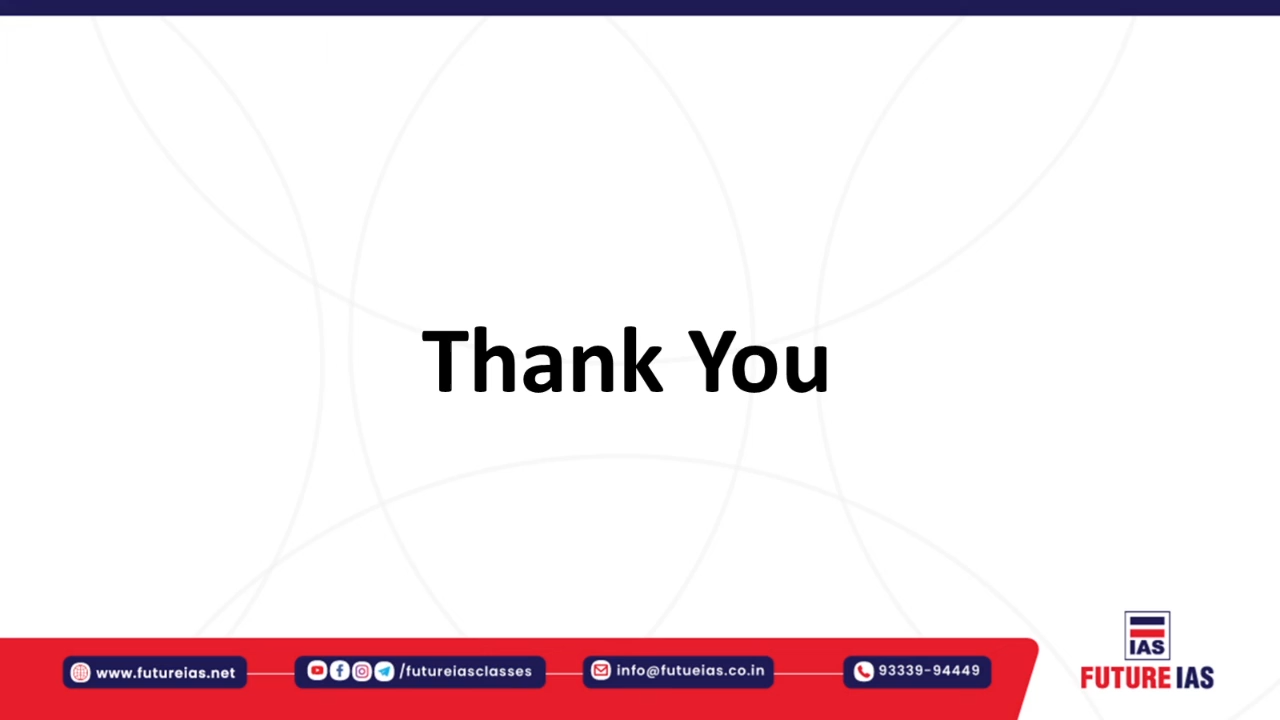 Thank You
www.futureias.net
/futureiasclasses
info@futueias.co.in
93339-94449
IAS
FUTURE IAS